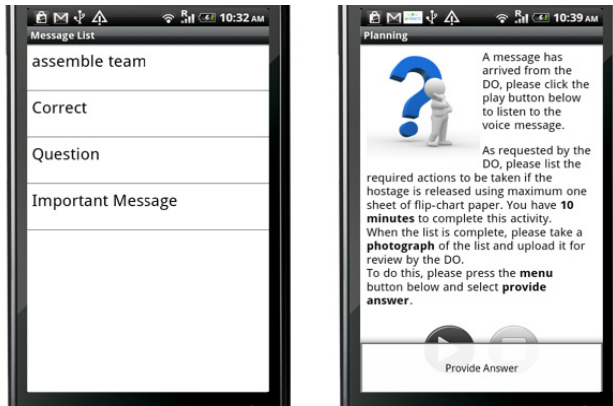 10:32 AM
Message List
assemble team
Correct
Question
Important Message
10:39 AM
Planning
A message has
arrived from the
DO, please click the
play button below
to listen to the
voice message.
As requested by the
DO, please list the
required actions to be taken if the
hostage is released using maximum one
sheet of flip-chart paper. You have 10
minutes to complete this activity.
When the list is complete, please take a
photograph of the list and upload it for
review by the DO.
To do this, please press the menu
button below and select provide
answer.
Provide Answer